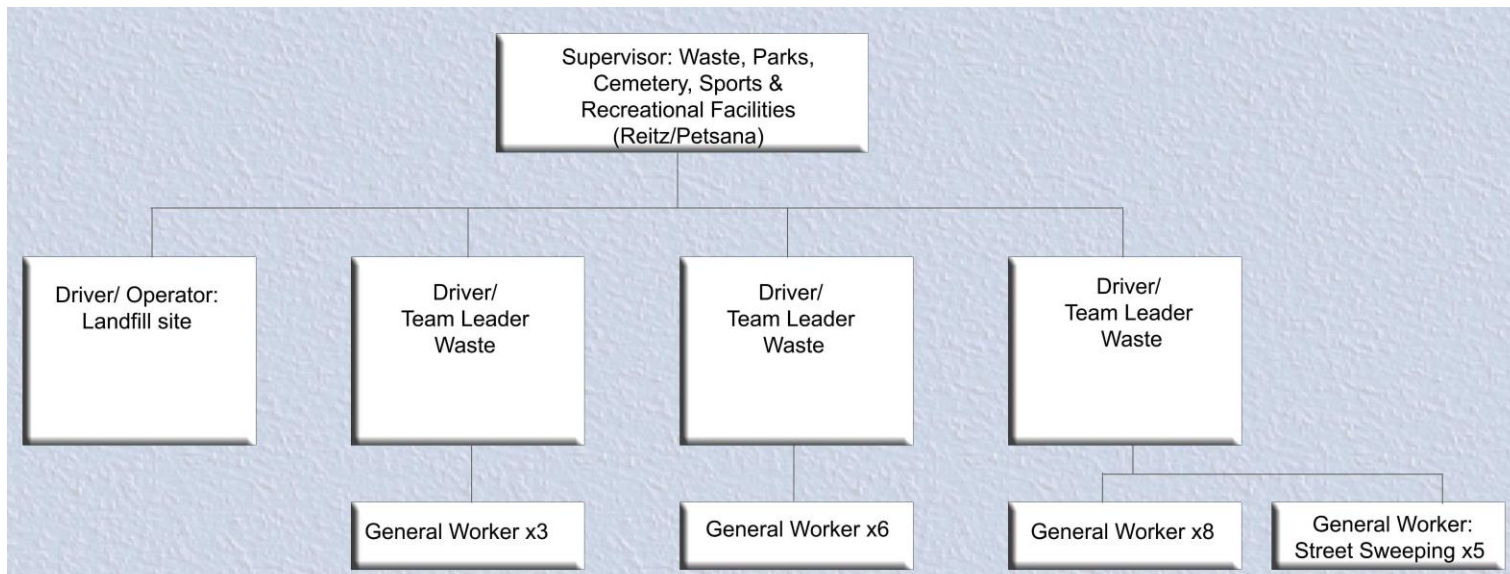 Supervisor: Waste, Parks,
Cemetery, Sports &
Recreational Facilities
(Reitz/Petsana)
Driver/ Operator:
Landfill site
Driver/
Team Leader
Waste
Driver/
Team Leader
Waste
Driver/
Team Leader
Waste
General Worker x3
General Worker x6
General Worker x8
General Worker:
Street Sweeping x5